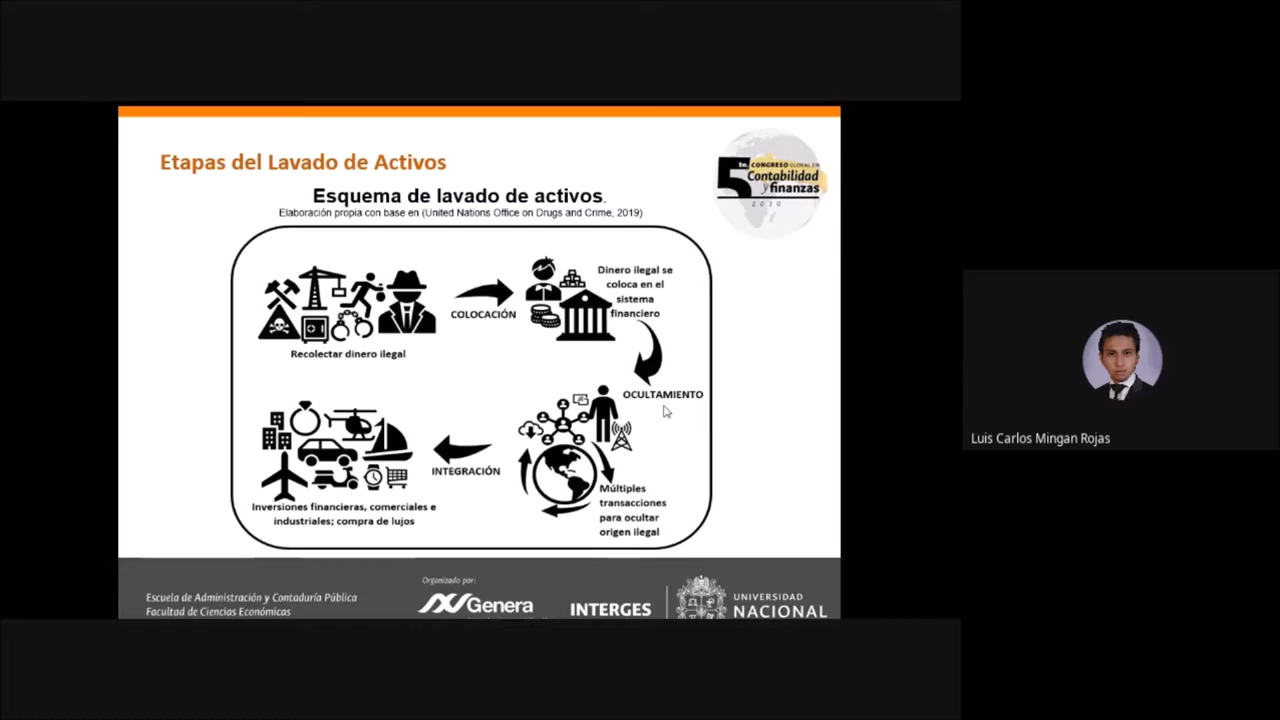 Etapas del Lavado de Activos
5to. CONGRESO GLOBAL EN
Contabilidad
y finanzas
2020
Esquema de lavado de activos.
Elaboración propia con base en (United Nations Office on Drugs and Crime, 2019)
Recolectar dinero ilegal
COLOCACIÓN
Dinero ilegal se
coloca en el
sistema
financiero
OCULTAMIENTO
Múltiples
transacciones
para ocultar
origen ilegal
INTEGRACIÓN
Inversiones financieras, comerciales e
industriales; compra de lujos
Escuela de Administración y Contaduría Pública
Facultad de Ciencias Económicas
Organizado por:
Genera
INTERGES
UNIVERSIDAD
NACIONAL
Luis Carlos Mingan Rojas